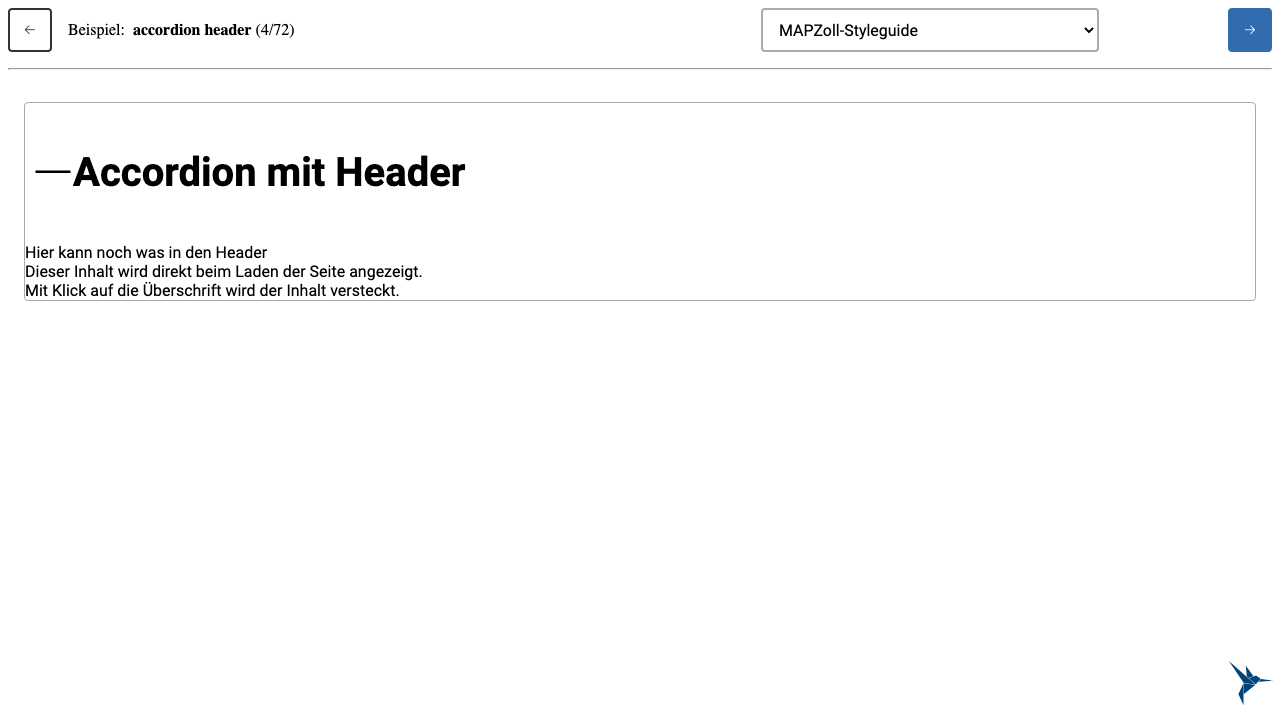 Beispiel: accordion header (4/72)
MAPZoll-Styleguide
Accordion mit Header
Hier kann noch was in den Header
Dieser Inhalt wird direkt beim Laden der Seite angezeigt.
Mit Klick auf die Überschrift wird der Inhalt versteckt.